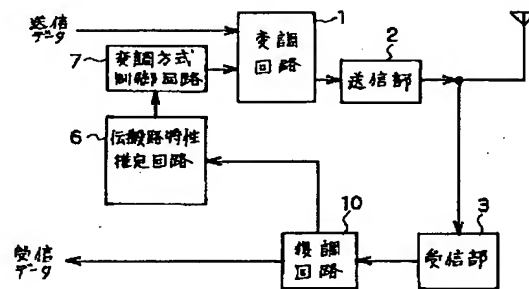 送信
データ
1
変調
回路
2
送信部
7
変調方式
制御回路
6
伝搬路特性
推定回路
10
復調
回路
3
受信部
受信
データ